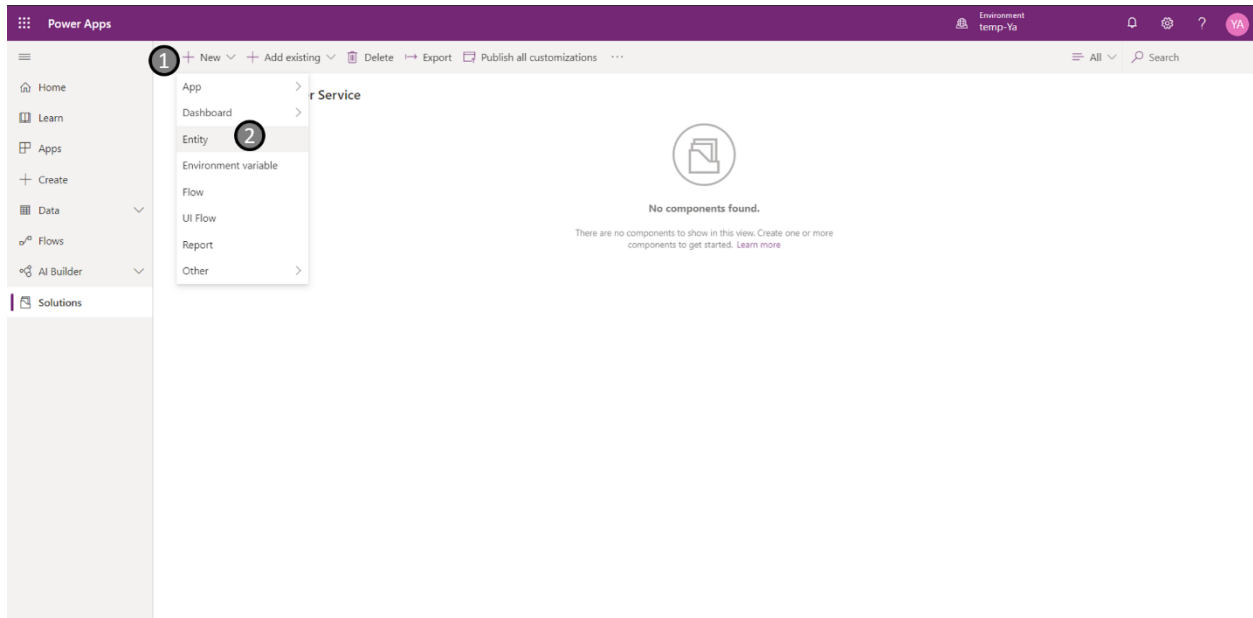 Power Apps
Environment
temp-Ya
?
YA
1
New
Add existing
Delete
Export
Publish all customizations
...
All
Search
Home
Learn
Apps
Create
Data
Flows
AI Builder
Solutions
App
Dashboard
Entity
2
Environment variable
Flow
UI Flow
Report
Other
r Service
No components found.
There are no components to show in this view. Create one or more
components to get started. Learn more